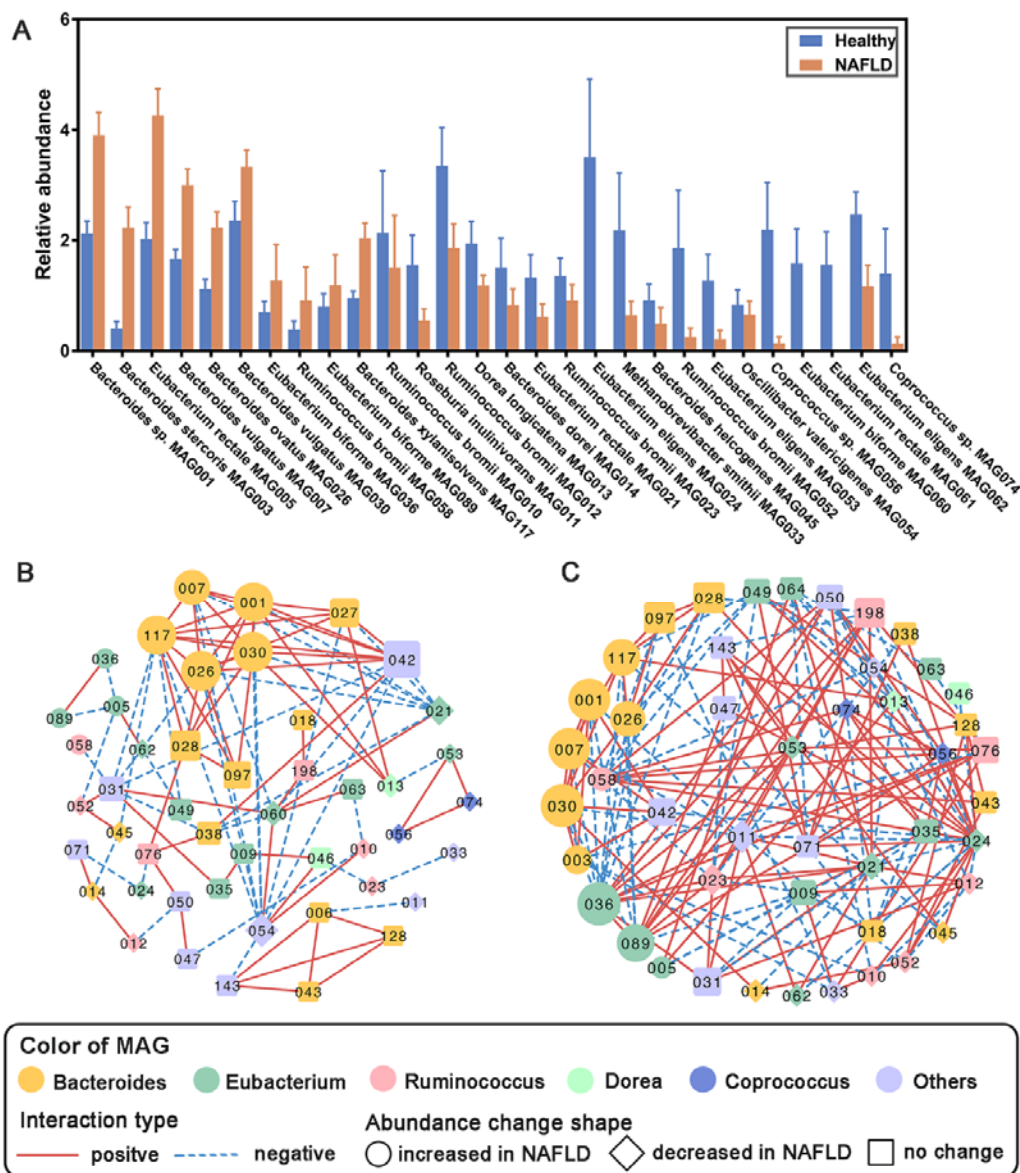 A
Relative abundance
6
4
2
0
Healthy
NAFLD
Bacteroides sp. MAG001
Bacteroides stercoris MAG003
Eubacterium rectale MAG005
Bacteroides vulgatus MAG007
Bacteroides ovatus MAG026
Bacteroides vulgatus MAG030
Eubacterium biforme MAG036
Ruminococcus bromii MAG058
Eubacterium biforme MAG089
Bacteroides xylanisolvens MAG117
Ruminococcus bromii MAG010
Roseburia inulinivorans MAG011
Ruminococcus bromii MAG012
Dorea longicatena MAG013
Bacteroides dorei MAG014
Eubacterium rectale MAG021
Ruminococcus bromii MAG023
Eubacterium eligens MAG024
Methanobrevibacter smithii MAG033
Bacteroides helcogenes MAG045
Ruminococcus bromii MAG052
Eubacterium eligens MAG053
Oscillibacter valericigenes MAG054
Coprococcus sp. MAG056
Eubacterium biforme MAG060
Eubacterium rectale MAG061
Eubacterium eligens MAG062
Coprococcus sp. MAG074
B
007
001
027
117
030
026
042
036
005
021
089
018
058
062
028
053
097
198
031
013
063
074
052
049
060
045
038
056
071
076
009
046
010
033
014
024
035
023
050
006
011
012
054
128
047
143
043
C
049
064
050
028
198
097
038
143
117
054
063
046
001
047
074
013
026
128
007
053
056
076
058
030
042
043
011
035
071
024
003
021
023
012
036
009
018
045
089
005
052
031
010
014
062
033
Color of MAG
Bacteroides
Eubacterium
Ruminococcus
Dorea
Coprococcus
Others
Interaction type
positve
negative
Abundance change shape
increased in NAFLD
decreased in NAFLD
no change